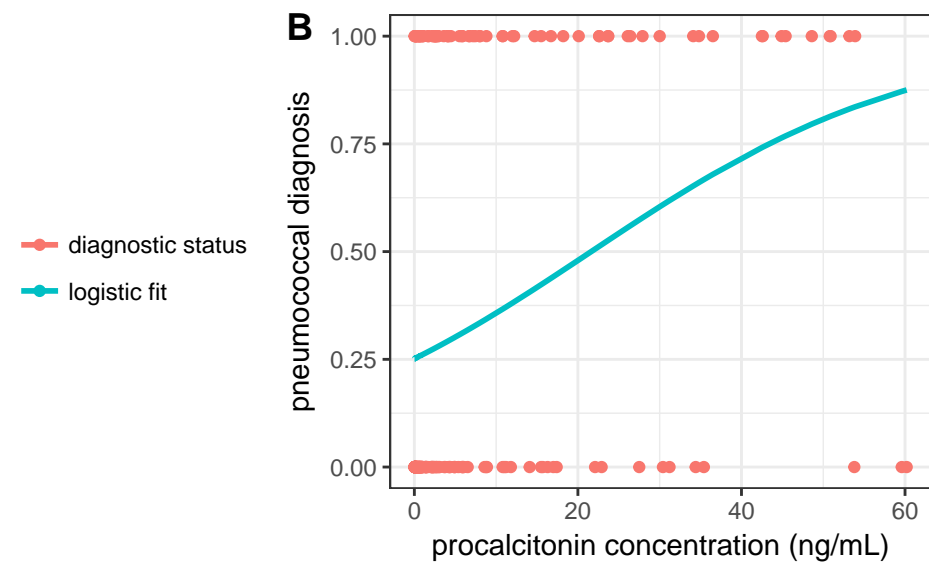 B
diagnostic status
logistic fit
pneumococcal diagnosis
1.00
0.75
0.50
0.25
0.00
0 20 40 60
procalcitonin concentration (ng/mL)